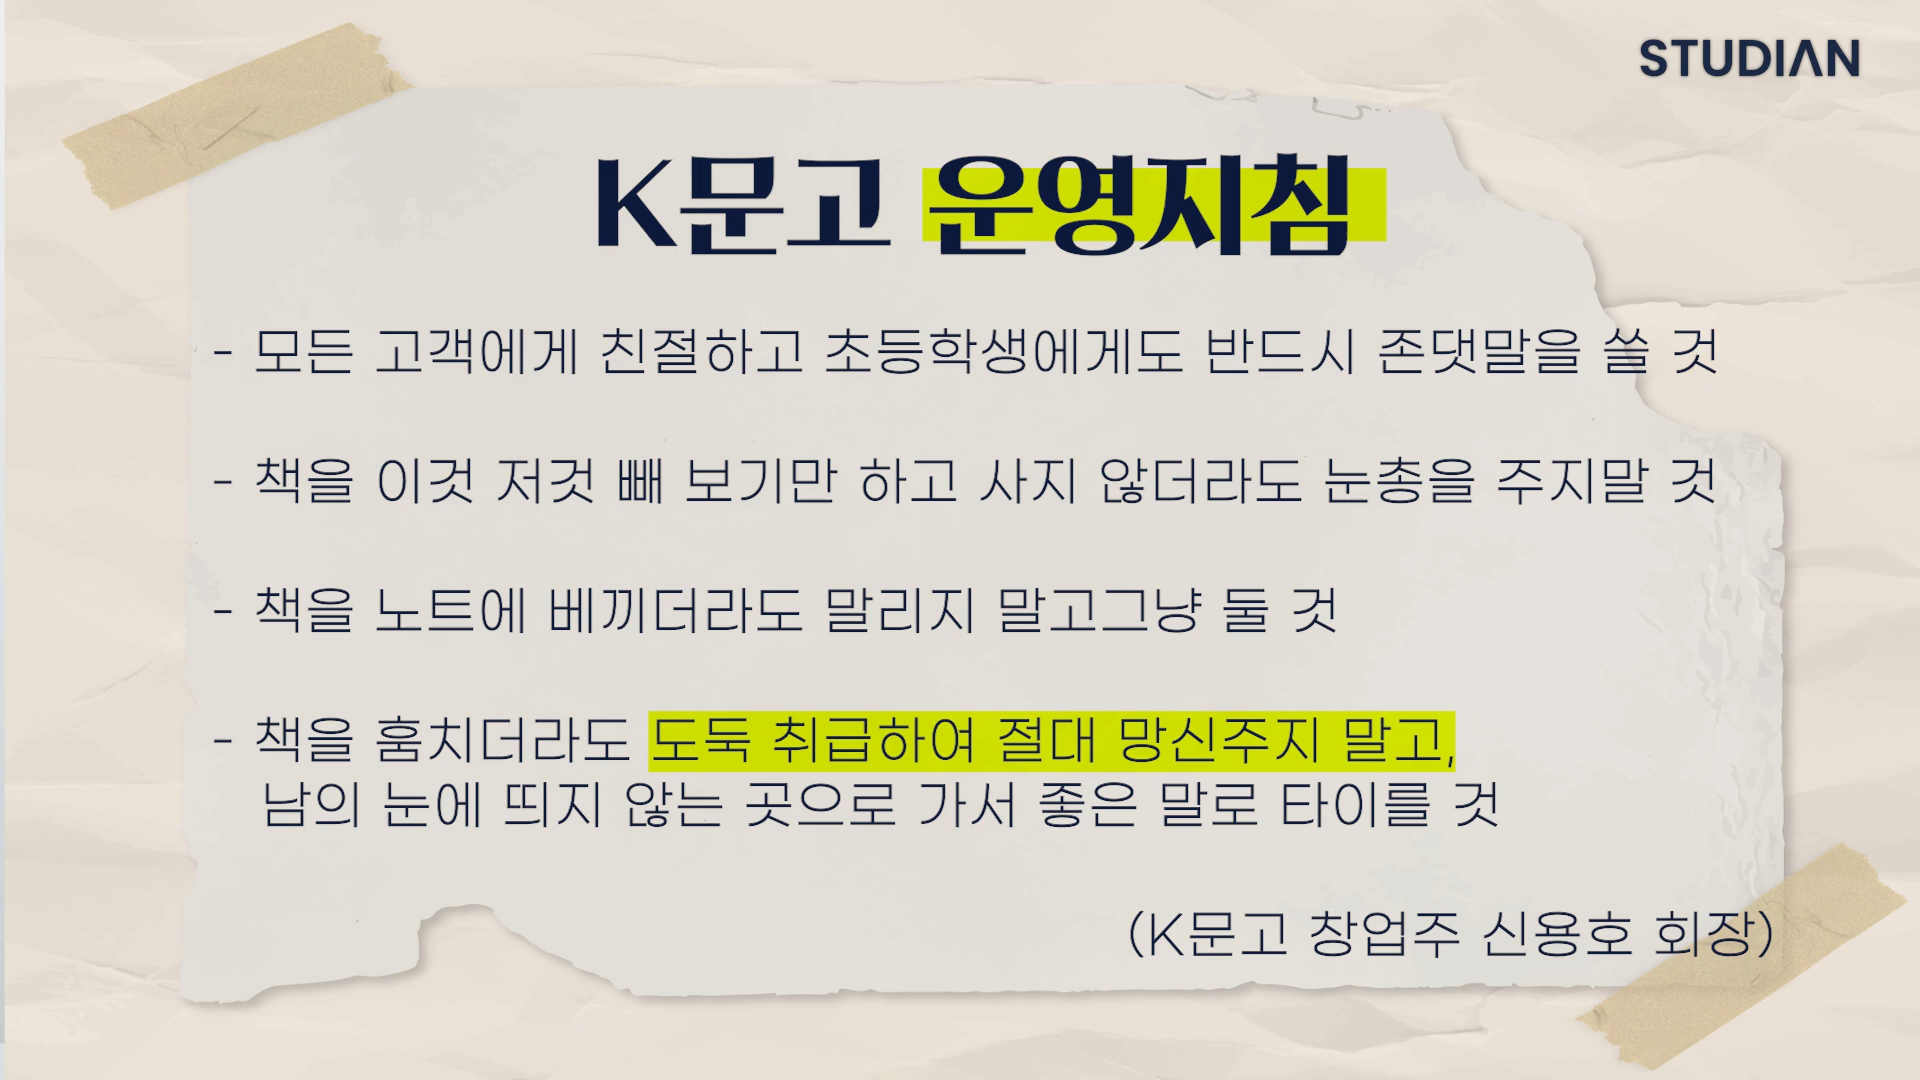 STUDIAN
K문고 운영지침
- 모든 고객에게 친절하고 초등학생에게도 반드시 존댓말을 쓸 것
- 책을 이것 저것 빼 보기만 하고 사지 않더라도 눈총을 주지말 것
- 책을 노트에 베끼더라도 말리지 말고그냥 둘 것
- 책을 훔치더라도 도둑 취급하여 절대 망신주지 말고,
남의 눈에 띄지 않는 곳으로 가서 좋은 말로 타이를 것
(K문고 창업주 신용호 회장)